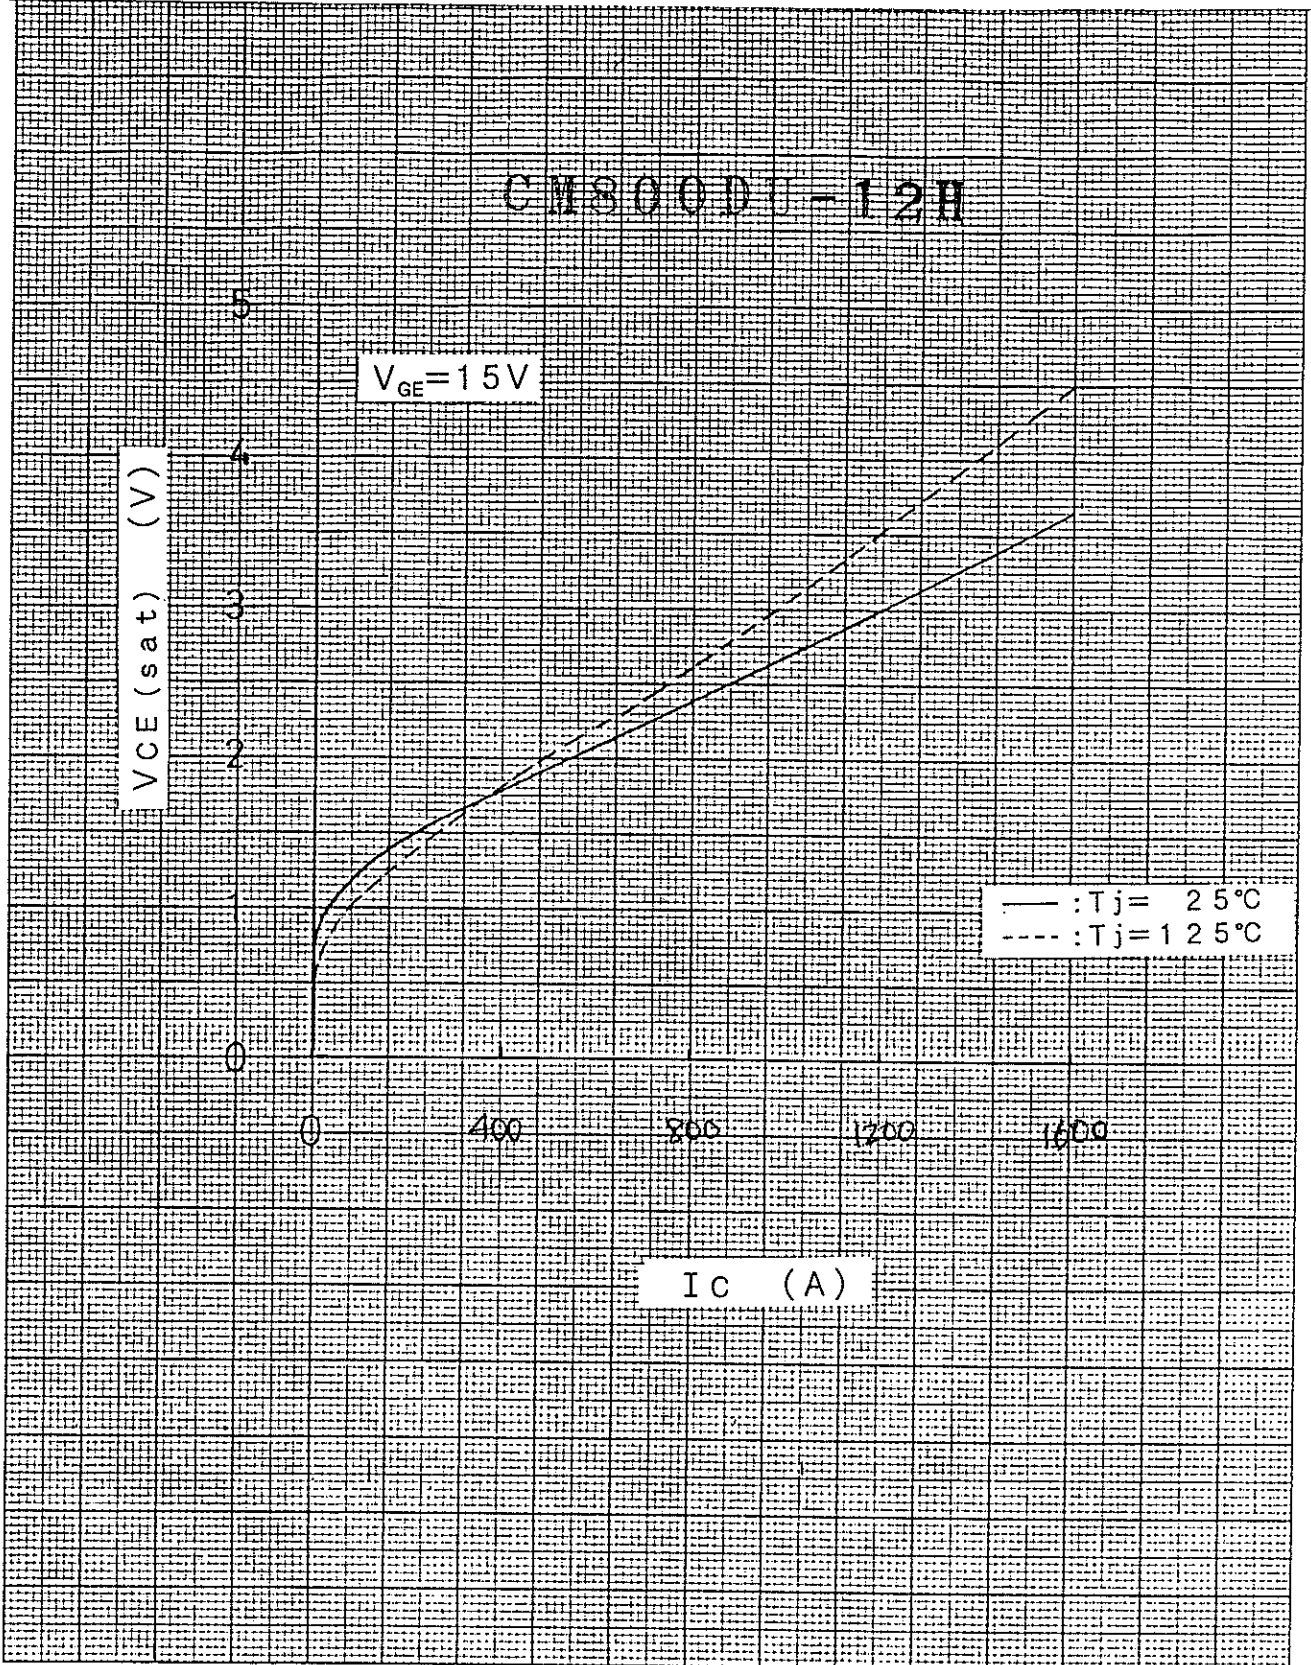 CM800DU-12H
5
VGE=15V
4
VCE(sat) (V)
3
2
1
:Tj= 25℃
:Tj=125℃
0
0 400 800 1200 1600
Ic (A)